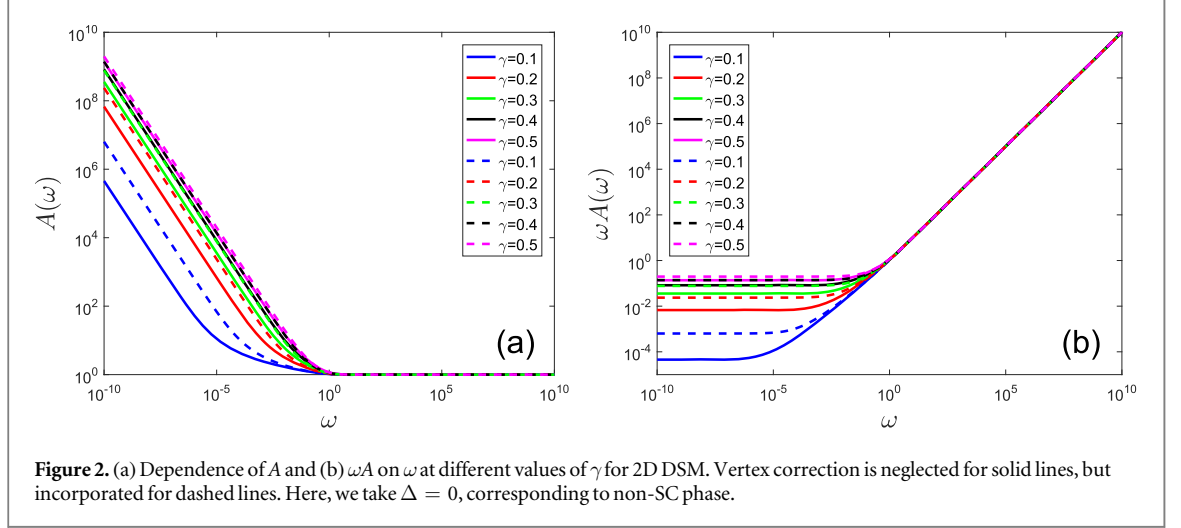 10^10
10^8
10^6
10^4
10^2
10^0
A(ω)
10^-10
10^-5
10^0
10^5
10^10
ω
γ=0.1
γ=0.2
γ=0.3
γ=0.4
γ=0.5
γ=0.1
γ=0.2
γ=0.3
γ=0.4
γ=0.5
(a)
10^10
10^8
10^6
10^4
10^2
10^0
10^-2
10^-4
ωA(ω)
10^-10
10^-5
10^0
10^5
10^10
ω
γ=0.1
γ=0.2
γ=0.3
γ=0.4
γ=0.5
γ=0.1
γ=0.2
γ=0.3
γ=0.4
γ=0.5
(b)
Figure 2. (a) Dependence of A and (b) ωA on ω at different values of γ for 2D DSM. Vertex correction is neglected for solid lines, but
incorporated for dashed lines. Here, we take Δ = 0, corresponding to non-SC phase.